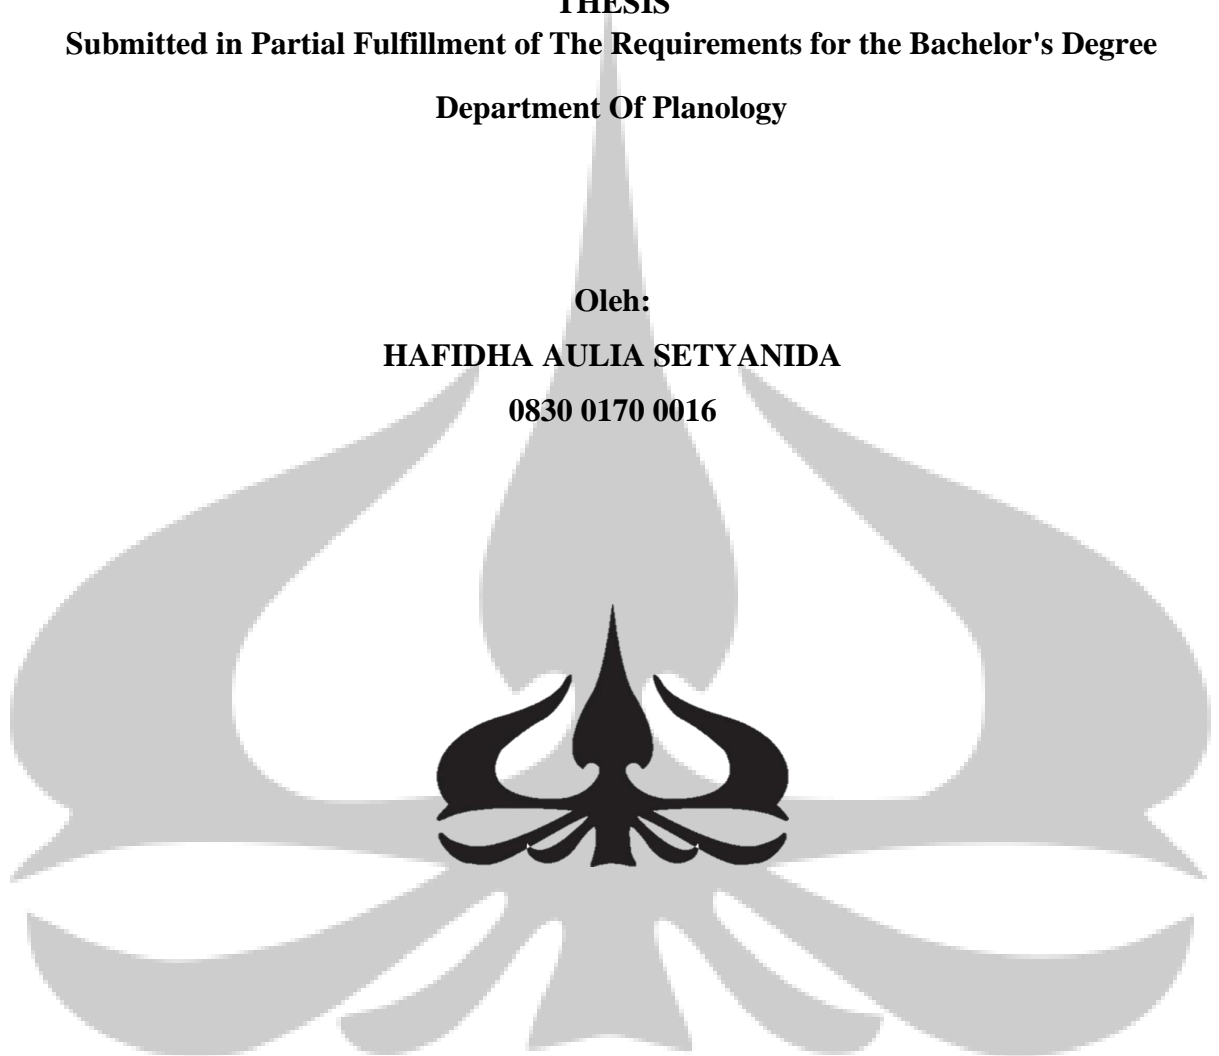 THESIS
Submitted in Partial Fulfillment of The Requirements for the Bachelor's Degree
Department Of Planology
Oleh:
HAFIDHA AULIA SETYANIDA
0830 0170 0016